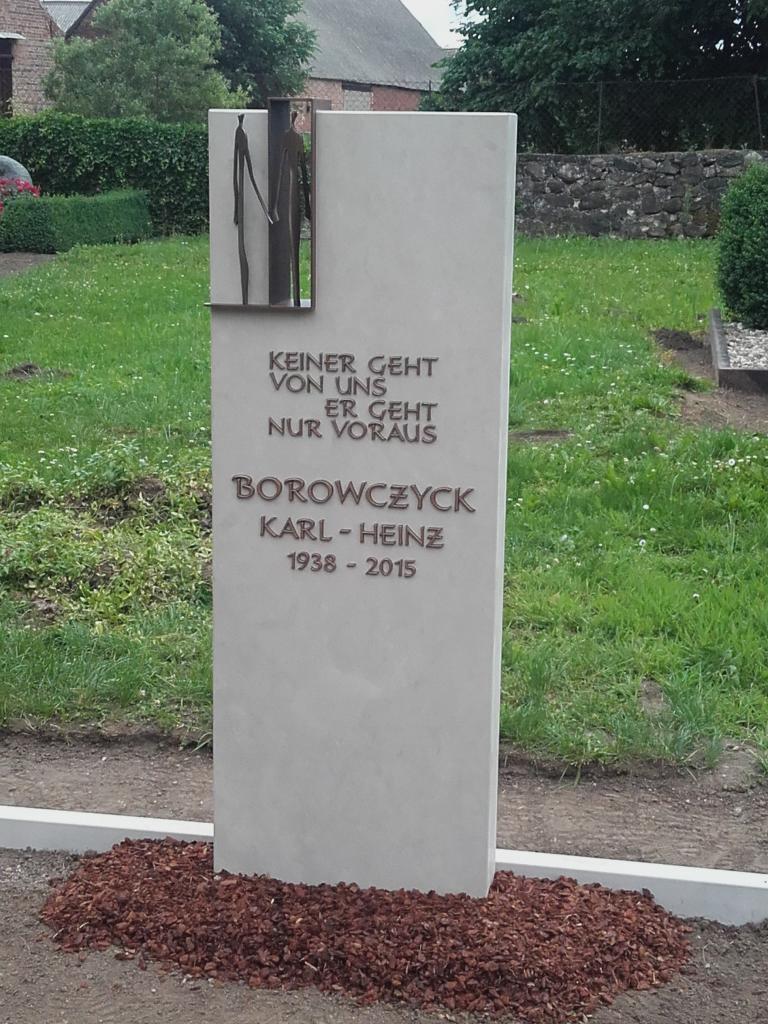 KEINER GEHT
VON UNS
ER GEHT
NUR VORAUS
BOROWCZYCK
KARL - HEINZ
1938 - 2015